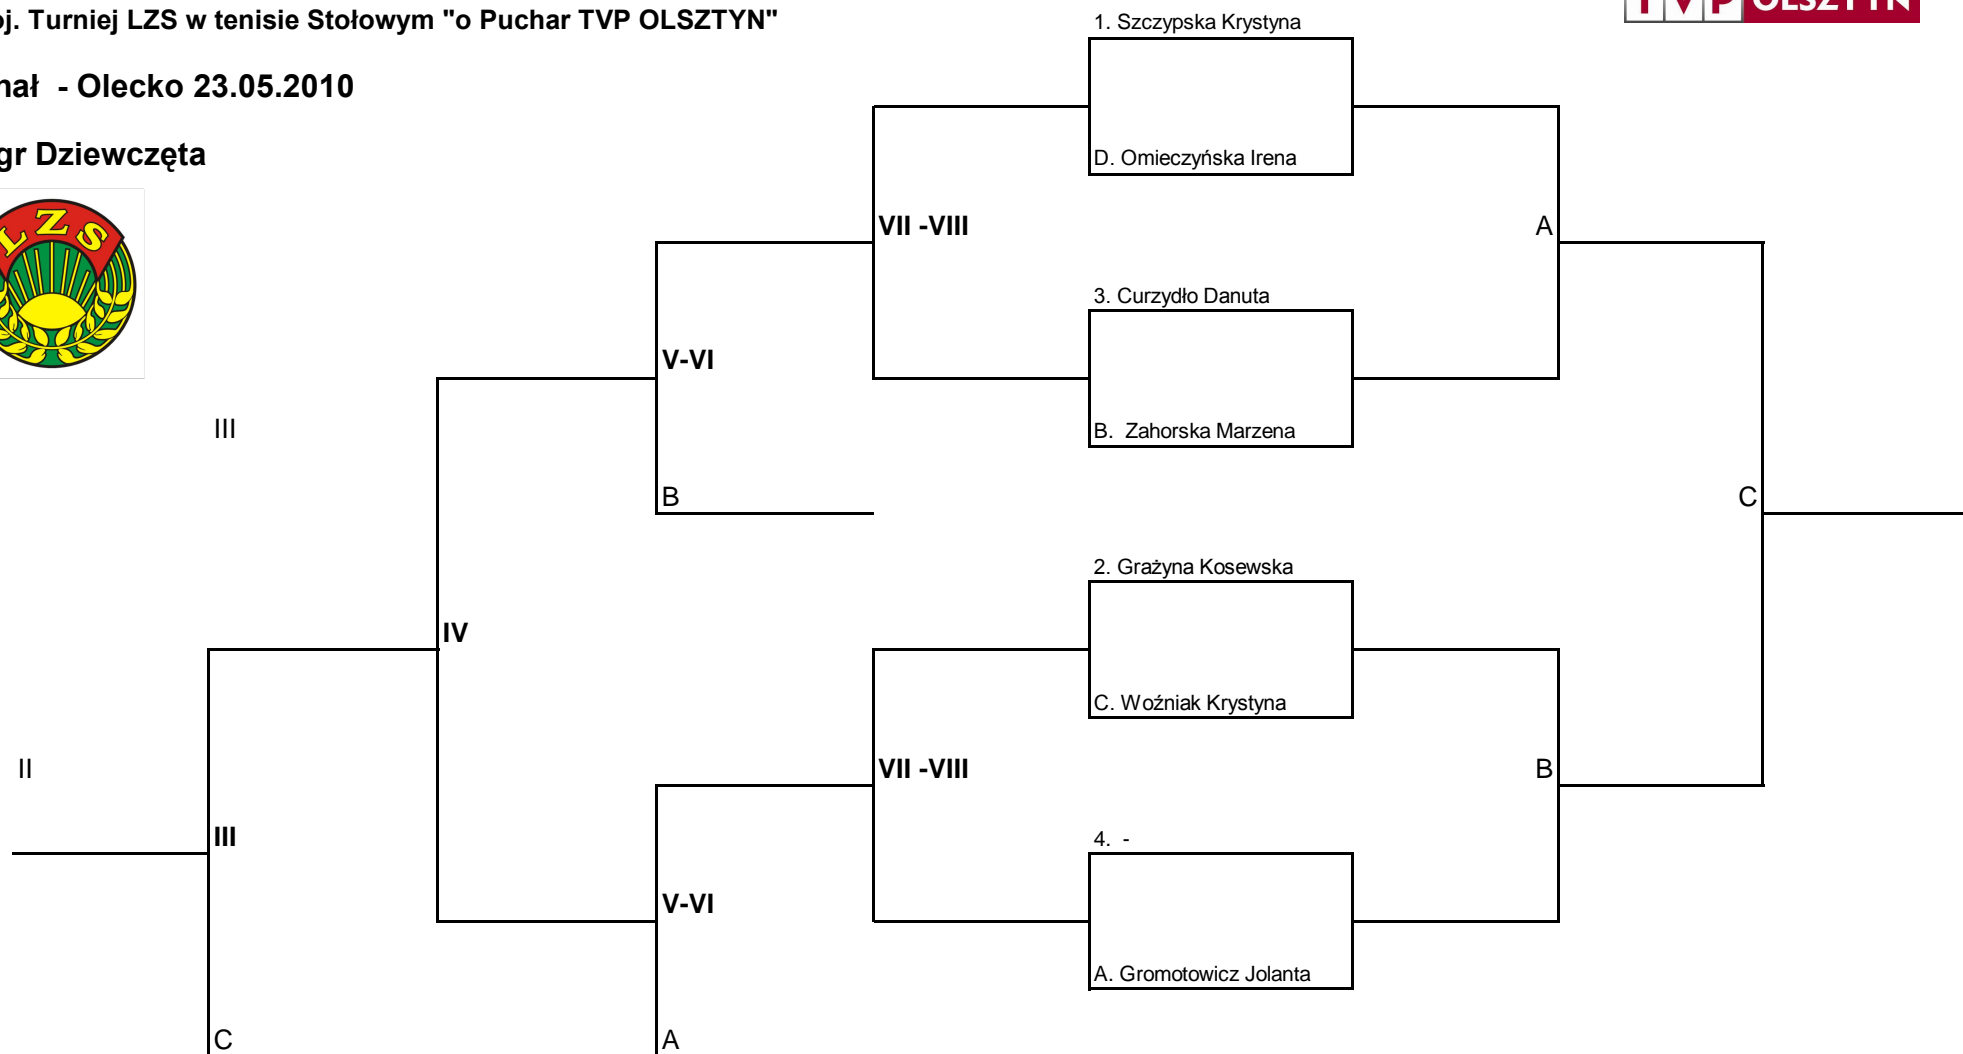 oj. Turniej LZS w tenisie Stołowym "o Puchar TVP OLSZTYN"
TVP OLSZTYN
1. Szczypska Krystyna
nał - Olecko 23.05.2010
gr Dziewczęta
D. Omieczyńska Irena
LZS
VII -VIII
A
3. Curzydło Danuta
V-VI
III
B. Zahorska Marzena
B
C
2. Grażyna Kosewska
IV
C. Woźniak Krystyna
II
VII -VIII
B
III
4. -
V-VI
A. Gromotowicz Jolanta
C
A